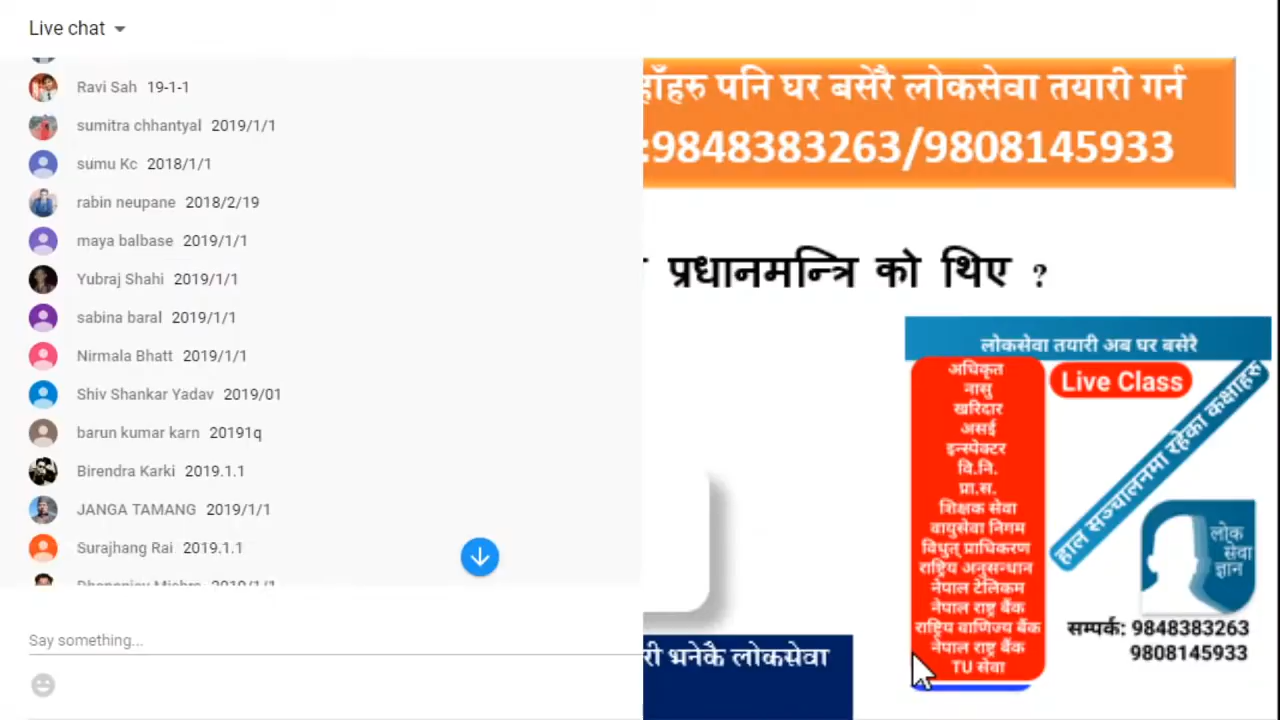 Live chat
Ravi Sah 19-1-1
sumitra chhantyal 2019/1/1
sumu Kc 2018/1/1
rabin neupane 2018/2/19
maya balbase 2019/1/1
Yubraj Shahi 2019/1/1
sabina baral 2019/1/1
Nirmala Bhatt 2019/1/1
Shiv Shankar Yadav 2019/01
barun kumar karn 20191q
Birendra Karki 2019.1.1
JANGA TAMANG 2019/1/1
Surajhang Rai 2019.1.1
Say something...
पनि घर बसेरै लोकसेवा तयारी गर्न
:9848383263/9808145933
प्रधानमन्त्रि को थिए ?
लोकसेवा तयारी अब घर बसेरै
अधिकृत
नासु
खरिदार
असई
इन्स्पेक्टर
वि.नि.
प्रा.स.
शिक्षक सेवा
वायुसेवा निगम
विधुत् प्राधिकरण
राष्ट्रिय अनुसन्धान
नेपाल टेलिकम
नेपाल राष्ट्र बैंक
राष्ट्रिय वाणिज्य बैंक
नेपाल राष्ट्र बैंक
TU सेवा
Live Class
हाल सञ्चालनमा रहेका कक्षाहरु
लोक
सेवा
ज्ञान
सम्पर्क: 9848383263
9808145933
री भनेकै लोकसेवा